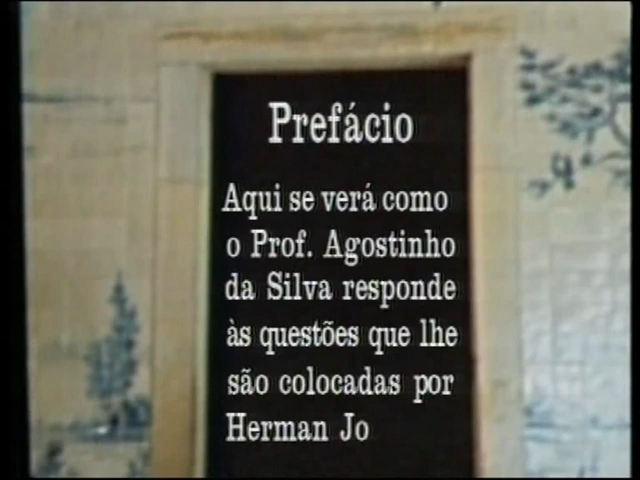 Prefácio
Aqui se verá como
o Prof. Agostinho
da Silva responde
às questões que lhe
são colocadas por
Herman Jo